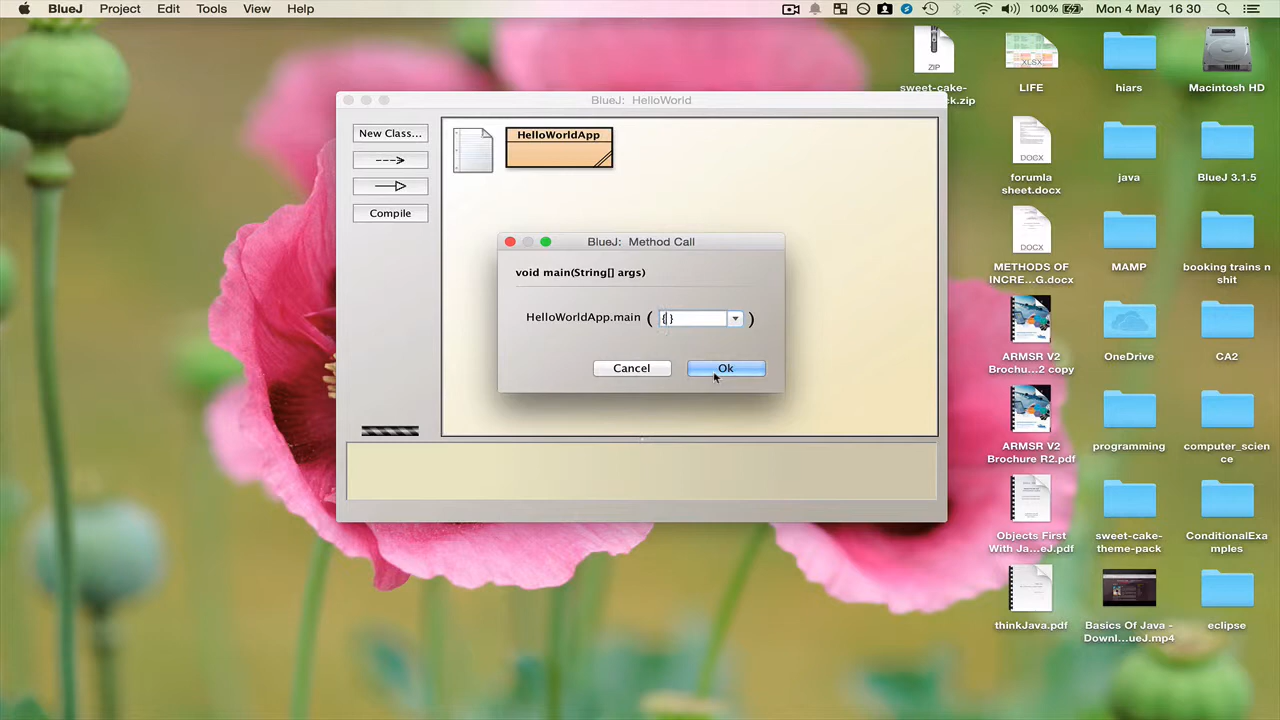 BlueJ Project Edit Tools View Help 100% Mon 4 May 16:30
BlueJ: HelloWorld
New Class...
Compile
HelloWorldApp
BlueJ: Method Call
void main(String[] args)
HelloWorldApp.main ( { } )
Cancel Ok
ZIP
sweet-cake-
ck.zip
XLSX
LIFE
hiars
Macintosh HD
DOCX
forumla
sheet.docx
java
BlueJ 3.1.5
DOCX
METHODS OF
INCRE...G.docx
MAMP
booking trains n
shit
ARMSR V2
Brochu...2 copy
OneDrive
CA2
ARMSR V2
Brochure R2.pdf
programming
computer_scien
ce
Objects First
With Ja...eJ.pdf
sweet-cake-
theme-pack
ConditionalExa
mples
thinkJava.pdf
Basics Of Java -
Downl...ueJ.mp4
eclipse